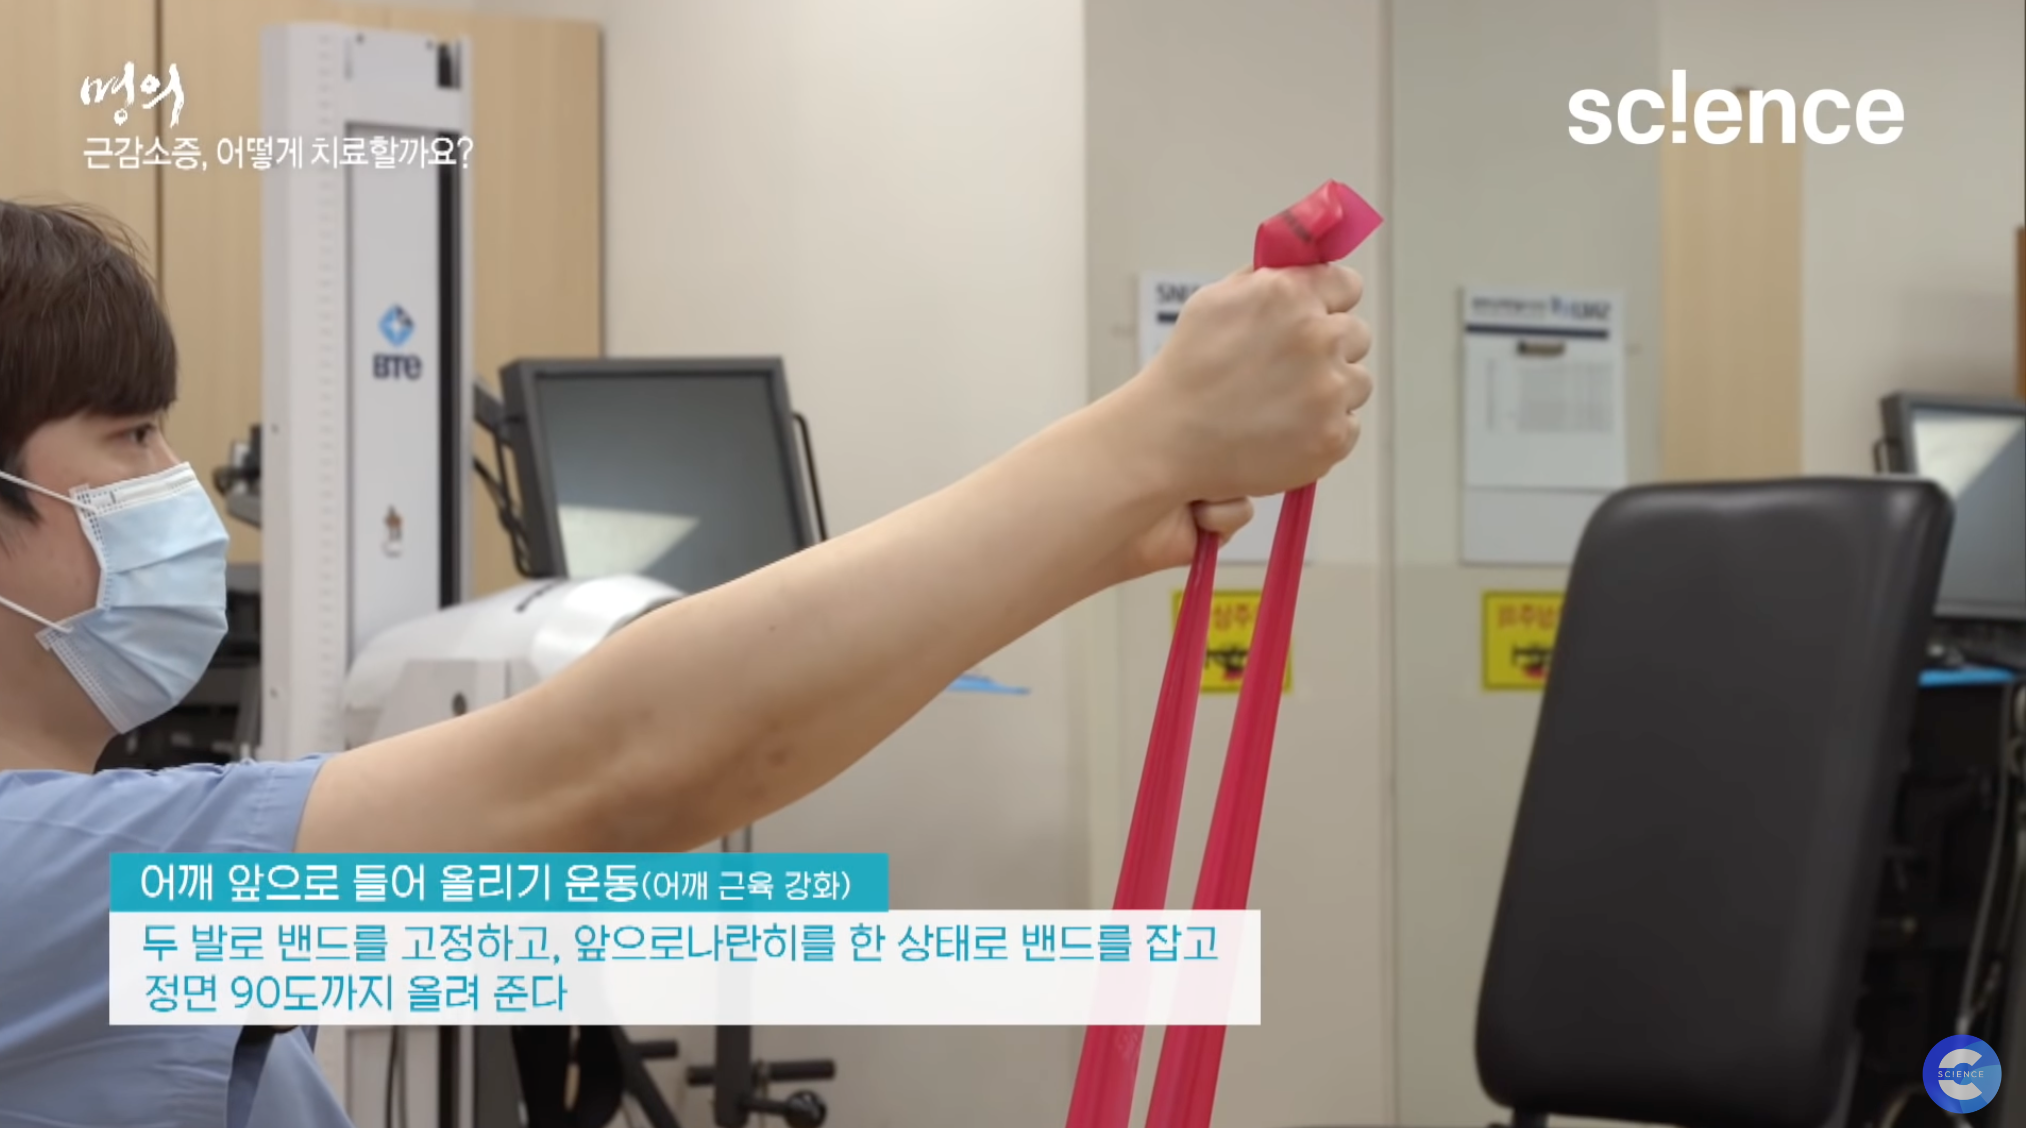 명의
근감소증, 어떻게 치료할까요?
sc!ence
BTE
어깨 앞으로 들어 올리기 운동(어깨 근육 강화)
두 발로 밴드를 고정하고, 앞으로나란히를 한 상태로 밴드를 잡고
정면 90도까지 올려 준다
SCIENCE